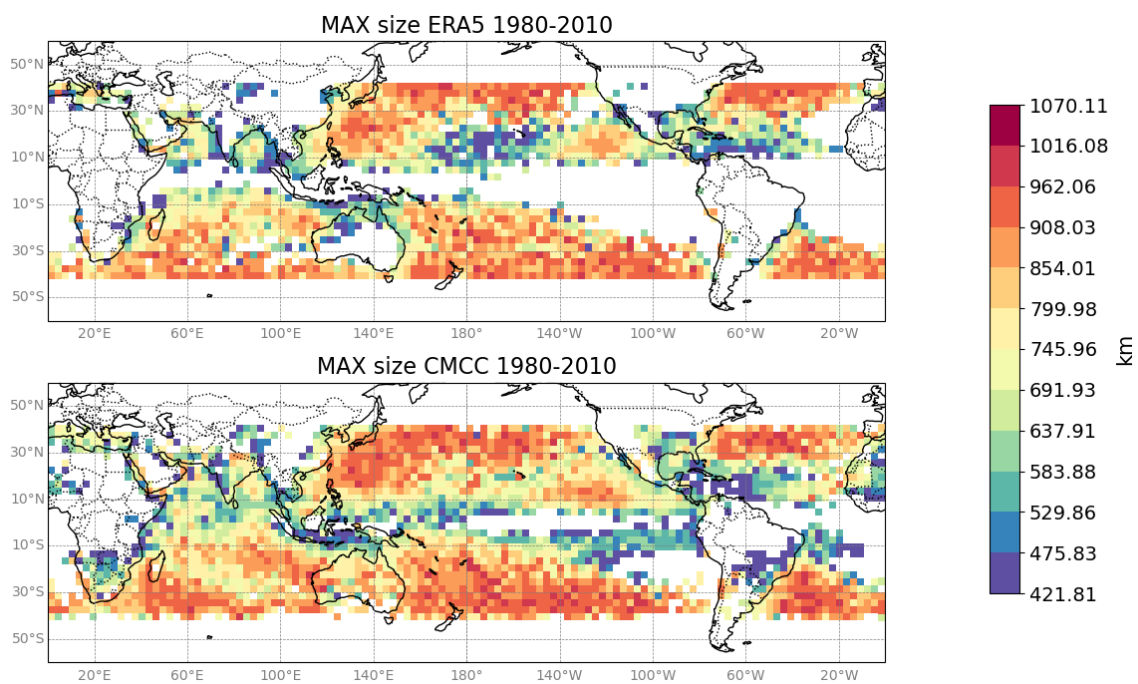 MAX size ERA5 1980-2010
50°N
30°N
10°N
10°S
30°S
50°S
20°E 60°E 100°E 140°E 180° 140°W 100°W 60°W 20°W
MAX size CMCC 1980-2010
50°N
30°N
10°N
10°S
30°S
50°S
20°E 60°E 100°E 140°E 180° 140°W 100°W 60°W 20°W
1070.11
1016.08
962.06
908.03
854.01
799.98
745.96
691.93
637.91
583.88
529.86
475.83
421.81
km